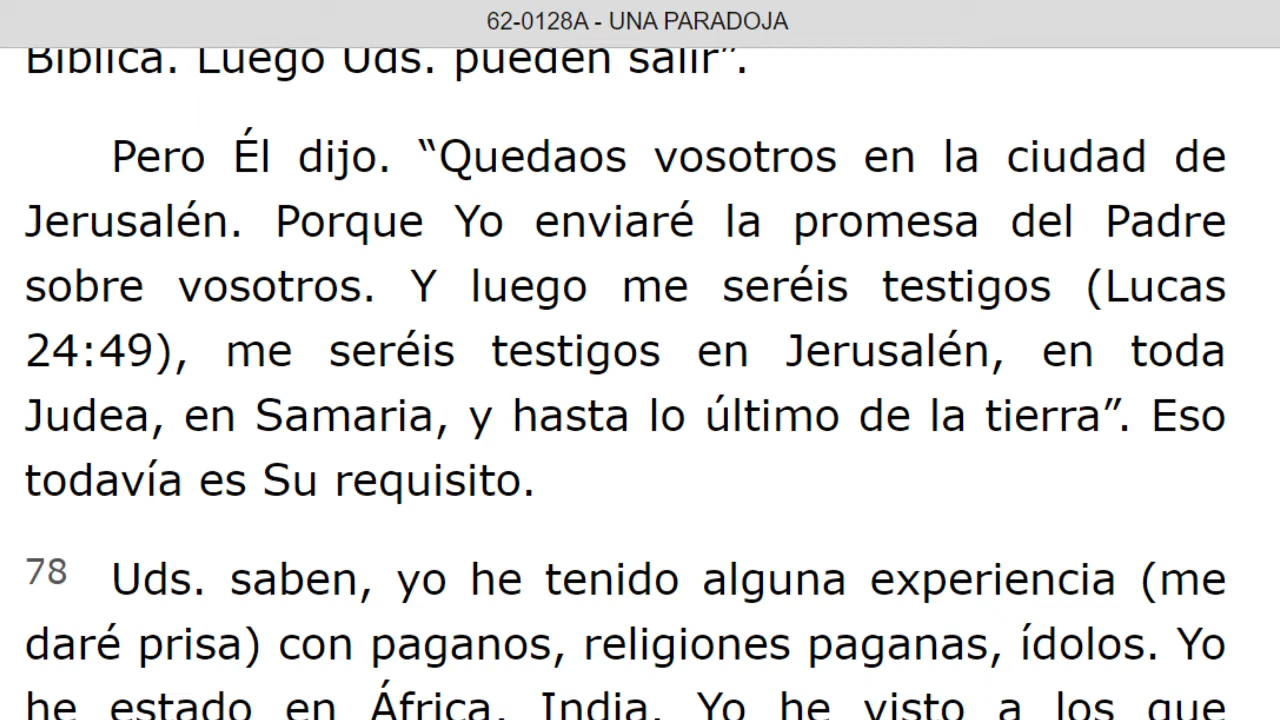 62-0128A - UNA PARADOJA
Bíblica. Luego Uds. pueden salir”.
Pero Él dijo. “Quedaos vosotros en la ciudad de
Jerusalén. Porque Yo enviaré la promesa del Padre
sobre vosotros. Y luego me seréis testigos (Lucas
24:49), me seréis testigos en Jerusalén, en toda
Judea, en Samaria, y hasta lo último de la tierra”. Eso
todavía es Su requisito.
78 Uds. saben, yo he tenido alguna experiencia (me
daré prisa) con paganos, religiones paganas, ídolos. Yo
he estado en África, India. Yo he visto a los que